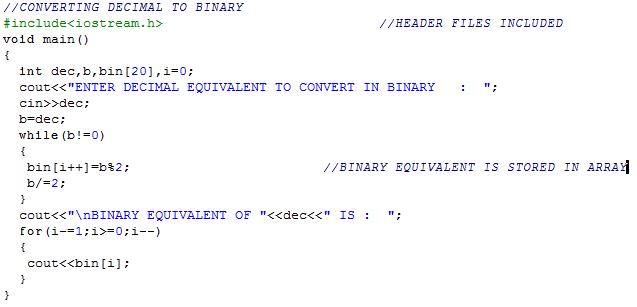 //CONVERTING DECIMAL TO BINARY
#include<iostream.h> //HEADER FILES INCLUDED
void main()
{
int dec,b,bin[20],i=0;
cout<<"ENTER DECIMAL EQUIVALENT TO CONVERT IN BINARY : ";
cin>>dec;
b=dec;
while(b!=0)
{
bin[i++]=b%2; //BINARY EQUIVALENT IS STORED IN ARRAY
b/=2;
}
cout<<"\nBINARY EQUIVALENT OF "<<dec<<" IS : ";
for(i-=1;i>=0;i--)
{
cout<<bin[i];
}
}